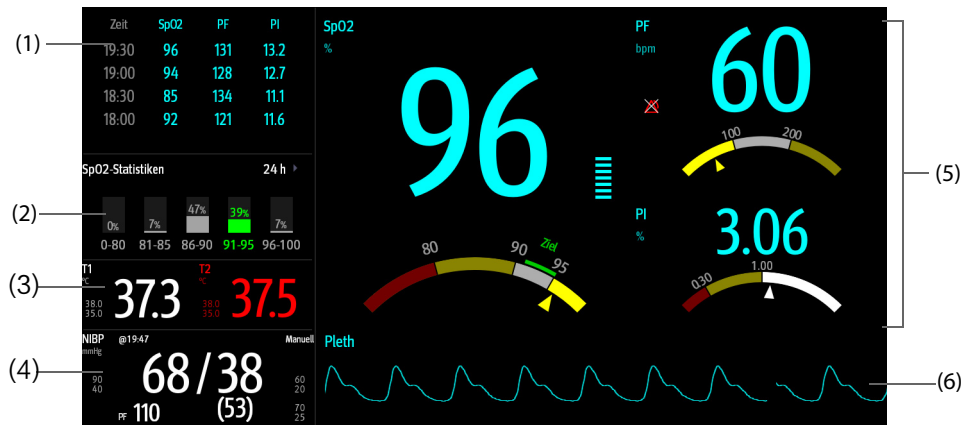 (1)
Zeit SpO2 PF PI
19:30 96 131 13.2
19:00 94 128 12.7
18:30 85 134 11.1
18:00 92 121 11.6
SpO2-Statistiken 24 h
(2)
0% 7% 47% 39% 7%
0-80 81-85 86-90 91-95 96-100
(3)
T1 T2
°C °C
38.0 37.3 38.0 37.5
35.0 35.0
NIBP @19:47 Manuell
mmHg
(4)
90 68/38 60
40 20
PF 110 (53) 70
25
SpO2
%
96
80 90 Ziel 95
PF
bpm
60
100 200
(5)
PI
%
3.06
0.30 1.00
Pleth
(6)